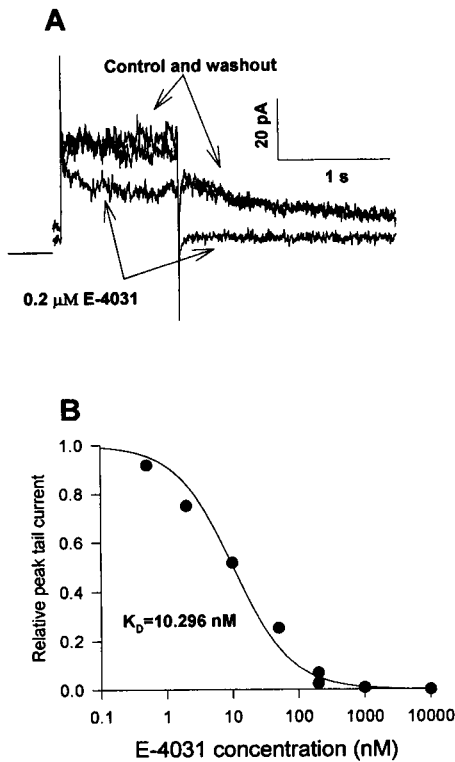 A
Control and washout
20 pA
1 s
0.2 μM E-4031
B
Relative peak tail current
1.0
0.8
0.6
0.4
0.2
0.0
K_D=10.296 nM
0.1 1 10 100 1000 10000
E-4031 concentration (nM)